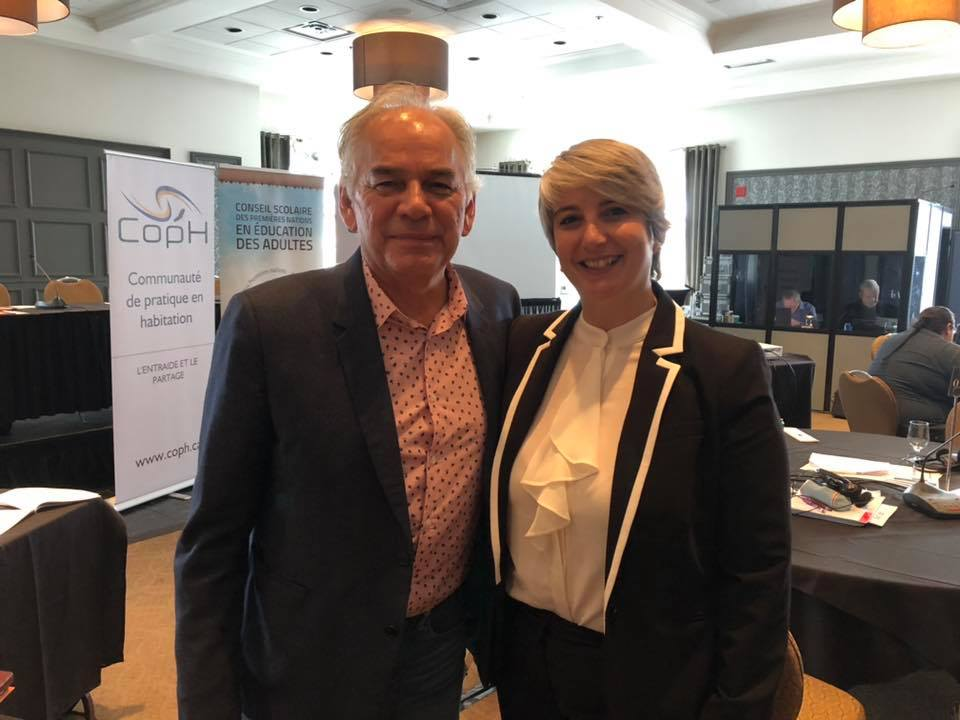 CopH
Communauté
de pratique en
habitation
L'ENTRAIDE ET LE
PARTAGE
www.coph.ca
CONSEIL SCOLAIRE
DES PREMIÈRES NATIONS
EN ÉDUCATION
DES ADULTES